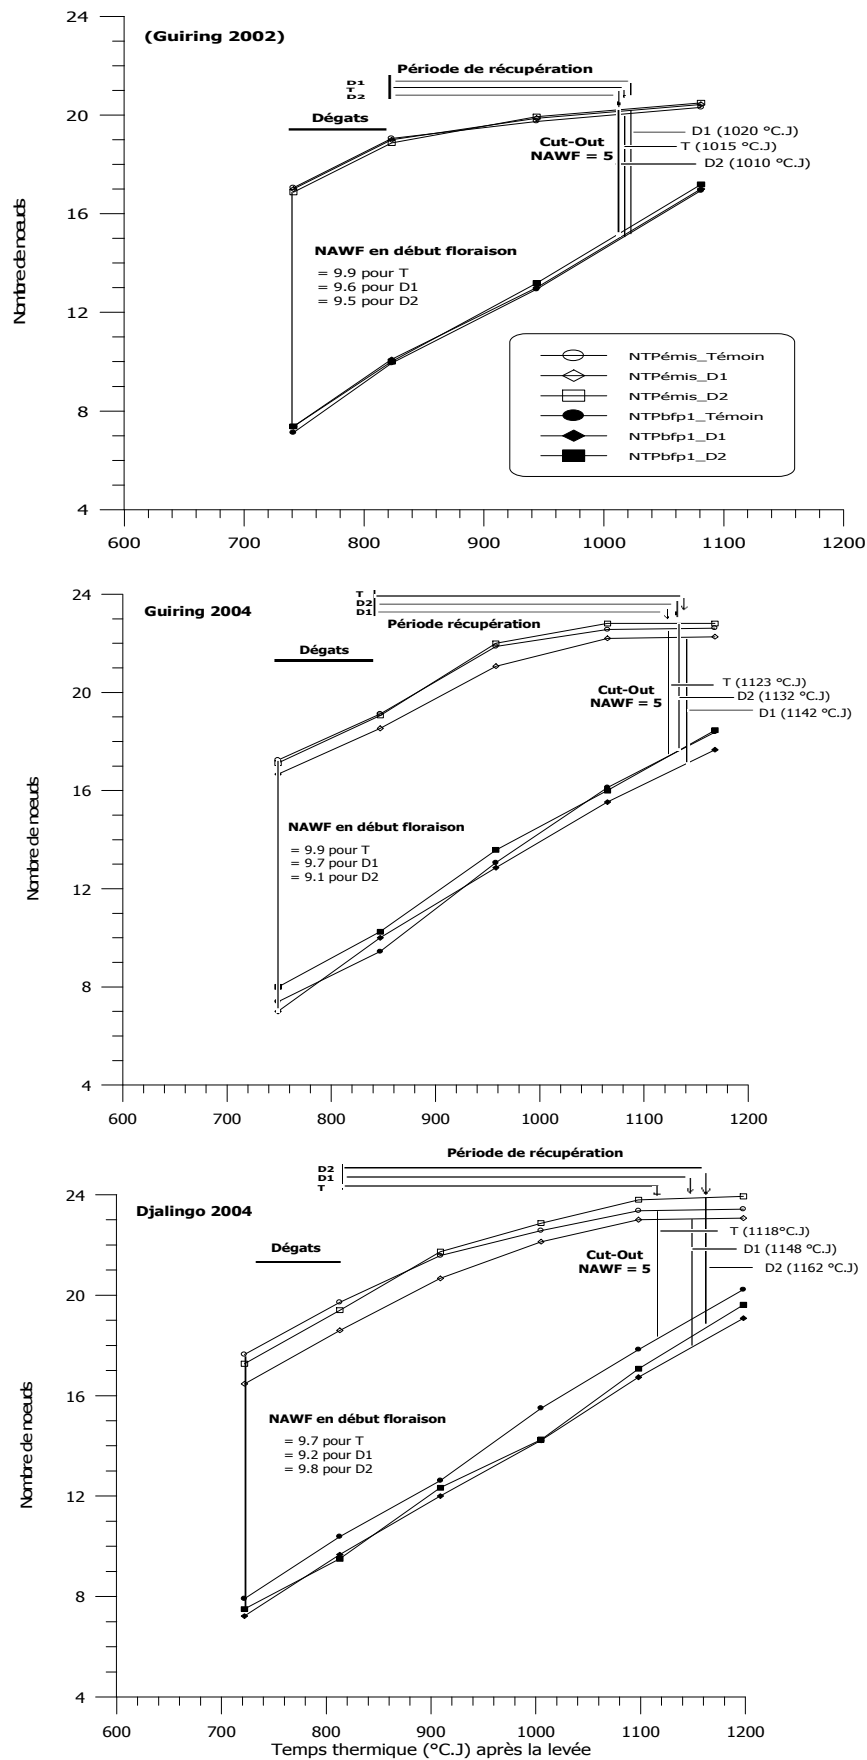 (Guiring 2002)
Période de récupération
D1
T
D2
Dégats
Cut-Out
NAWF = 5
D1 (1020 °C.J)
T (1015 °C.J)
D2 (1010 °C.J)
NAWF en début floraison
= 9.9 pour T
= 9.6 pour D1
= 9.5 pour D2
NTPémis_Témoin
NTPémis_D1
NTPémis_D2
NTPbfp1_Témoin
NTPbfp1_D1
NTPbfp1_D2
Nombre de noeuds
24
20
16
12
8
4
600 700 800 900 1000 1100 1200
Guiring 2004
T
D2
D1
Période récupération
Dégats
Cut-Out
NAWF = 5
T (1123 °C.J)
D2 (1132 °C.J)
D1 (1142 °C.J)
NAWF en début floraison
= 9.9 pour T
= 9.7 pour D1
= 9.1 pour D2
Nombre de noeuds
24
20
16
12
8
4
600 700 800 900 1000 1100 1200
Période de récupération
D2
D1
T
Djalingo 2004
Dégats
Cut-Out
NAWF = 5
T (1118°C.J)
D1 (1148 °C.J)
D2 (1162 °C.J)
NAWF en début floraison
= 9.7 pour T
= 9.2 pour D1
= 9.8 pour D2
Nombre de noeuds
24
20
16
12
8
4
600 700 800 900 1000 1100 1200
Temps thermique (°C.J) après la levée